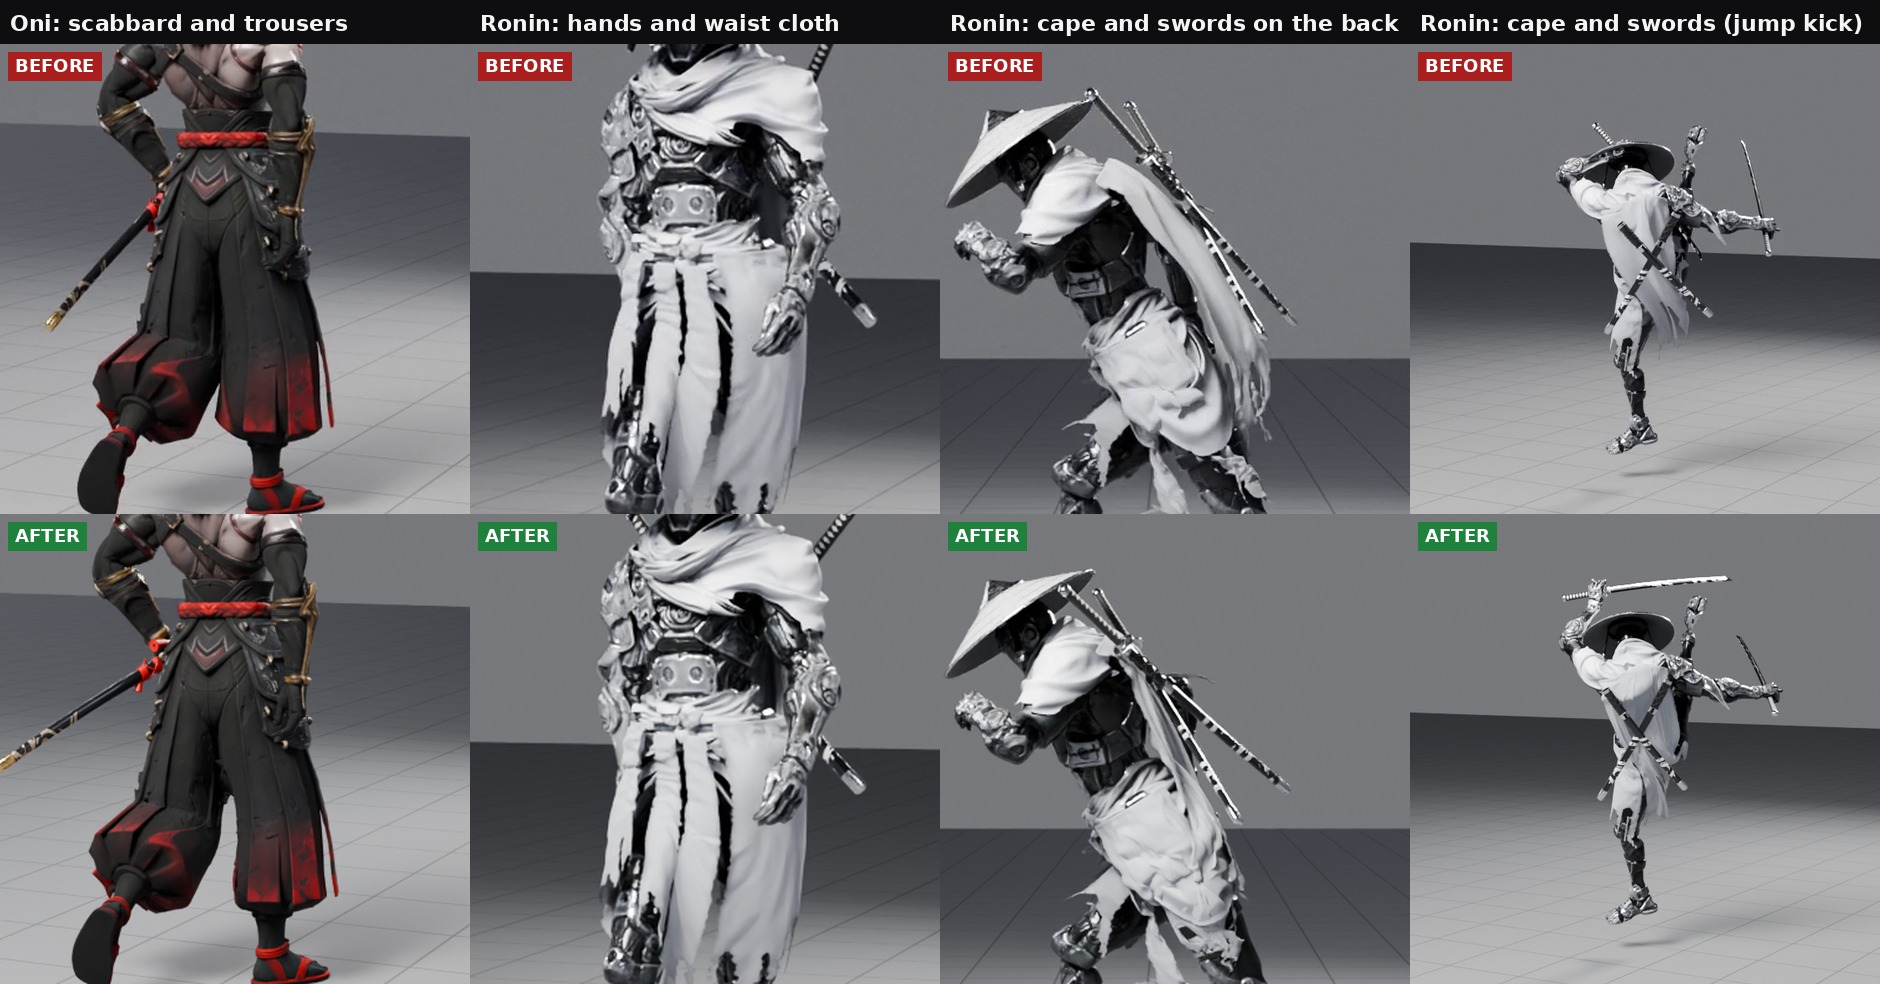 Oni: scabbard and trousers
Ronin: hands and waist cloth
Ronin: cape and swords on the back
Ronin: cape and swords (jump kick)
BEFORE
BEFORE
BEFORE
BEFORE
AFTER
AFTER
AFTER
AFTER